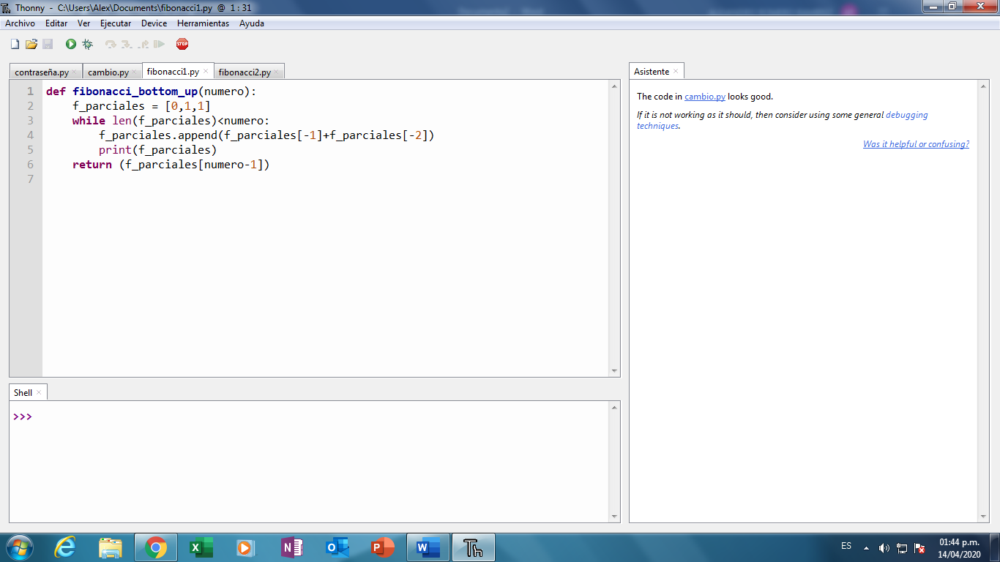 Thonny - C:\Users\Alex\Documents\fibonacci1.py @ 1 : 31
Archivo Editar Ver Ejecutar Device Herramientas Ayuda
STOP
contraseña.py cambio.py fibonacci1.py fibonacci2.py
1 def fibonacci_bottom_up(numero):
2     f_parciales = [0,1,1]
3     while len(f_parciales)<numero:
4         f_parciales.append(f_parciales[-1]+f_parciales[-2])
5         print(f_parciales)
6     return (f_parciales[numero-1])
7
Shell
>>>
Asistente
The code in cambio.py looks good.
If it is not working as it should, then consider using some general debugging
techniques.
Was it helpful or confusing?
ES
01:44 p.m.
14/04/2020